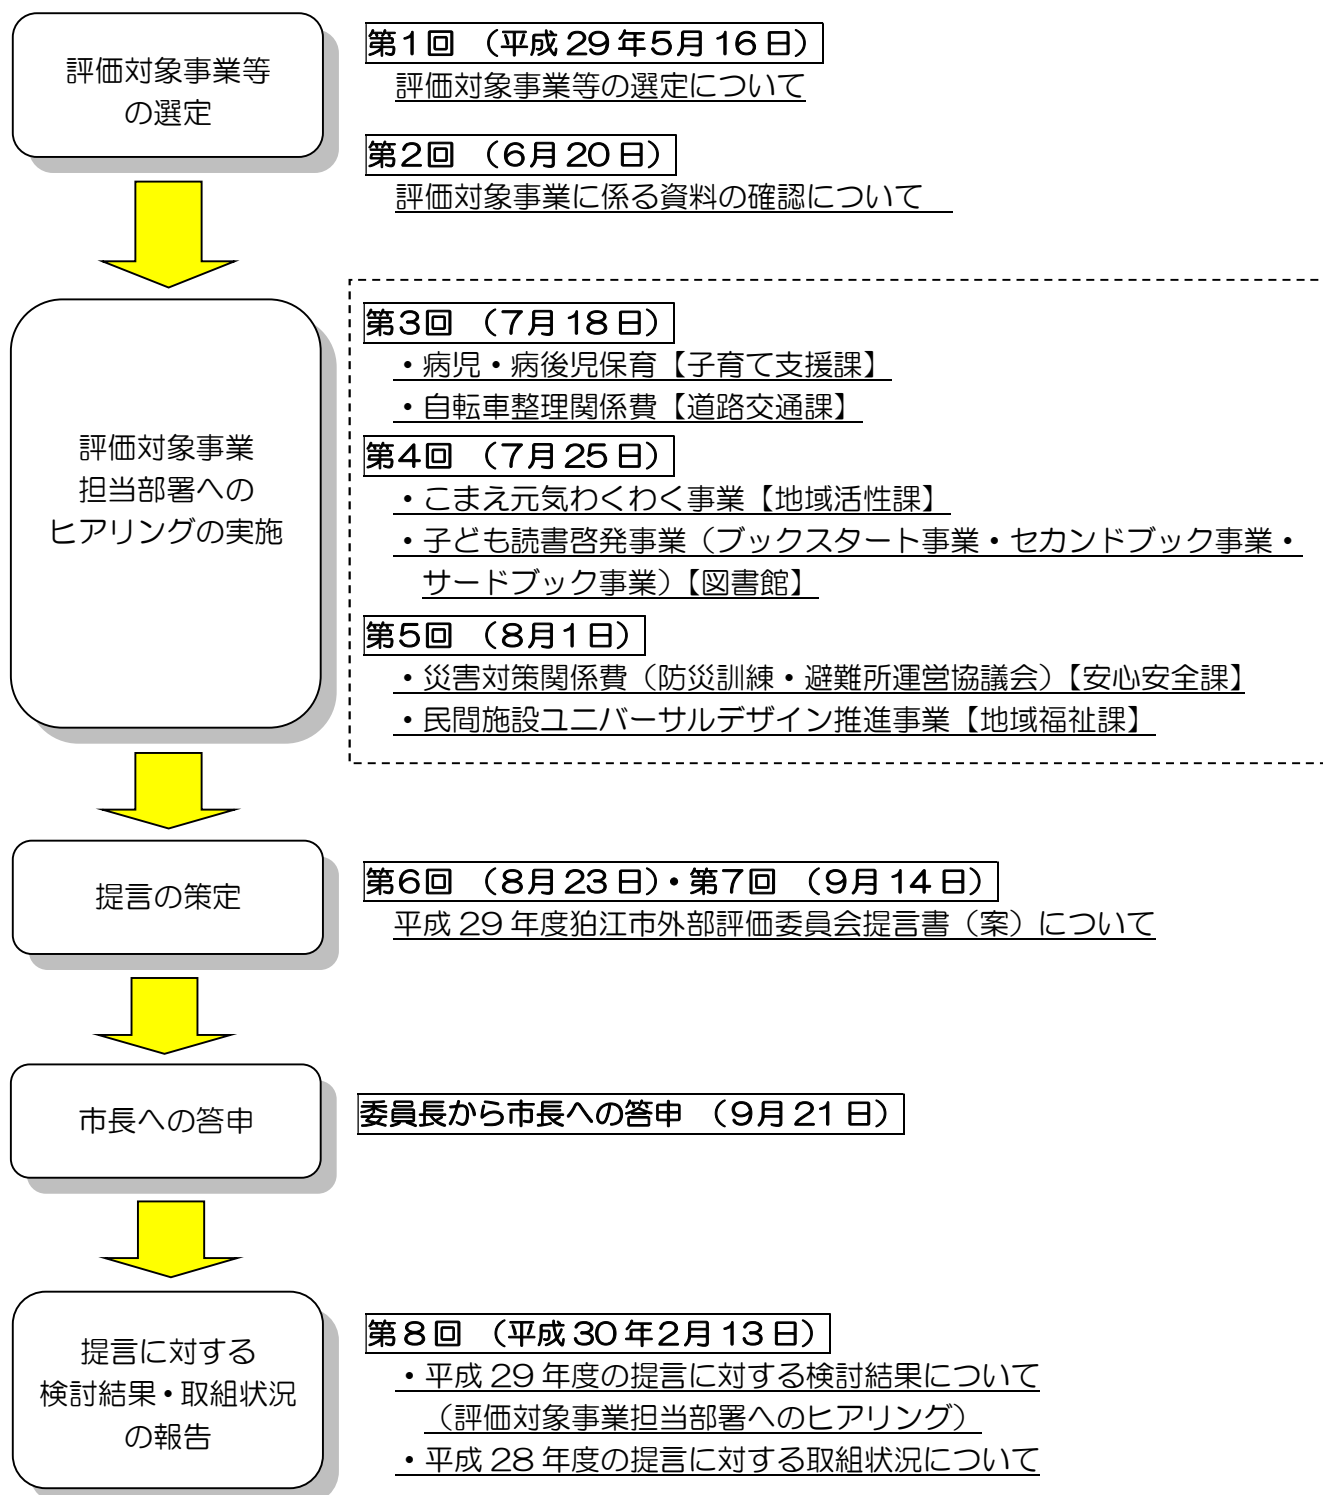 評価対象事業等
の選定
第1回 （平成29年5月16日）
評価対象事業等の選定について
第2回 （6月20日）
評価対象事業に係る資料の確認について
評価対象事業
担当部署への
ヒアリングの実施
第3回 （7月18日）
・病児・病後児保育【子育て支援課】
・自転車整理関係費【道路交通課】
第4回 （7月25日）
・こまえ元気わくわく事業【地域活性課】
・子ども読書啓発事業（ブックスタート事業・セカンドブック事業・
サードブック事業）【図書館】
第5回 （8月1日）
・災害対策関係費（防災訓練・避難所運営協議会）【安心安全課】
・民間施設ユニバーサルデザイン推進事業【地域福祉課】
提言の策定
第6回 （8月23日）・第7回 （9月14日）
平成29年度狛江市外部評価委員会提言書（案）について
市長への答申
委員長から市長への答申 （9月21日）
提言に対する
検討結果・取組状況
の報告
第8回 （平成30年2月13日）
・平成29年度の提言に対する検討結果について
（評価対象事業担当部署へのヒアリング）
・平成28年度の提言に対する取組状況について